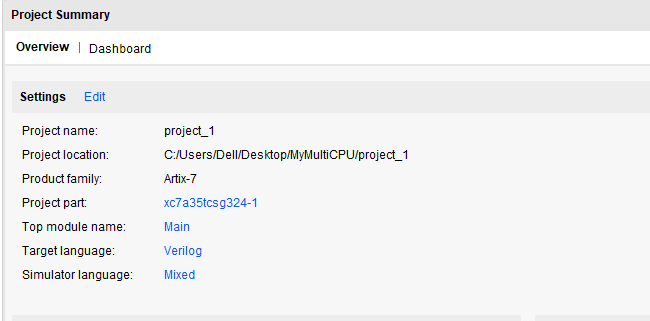 Project Summary
Overview | Dashboard
Settings Edit
Project name: project_1
Project location: C:/Users/Dell/Desktop/MyMultiCPU/project_1
Product family: Artix-7
Project part: xc7a35tcsg324-1
Top module name: Main
Target language: Verilog
Simulator language: Mixed